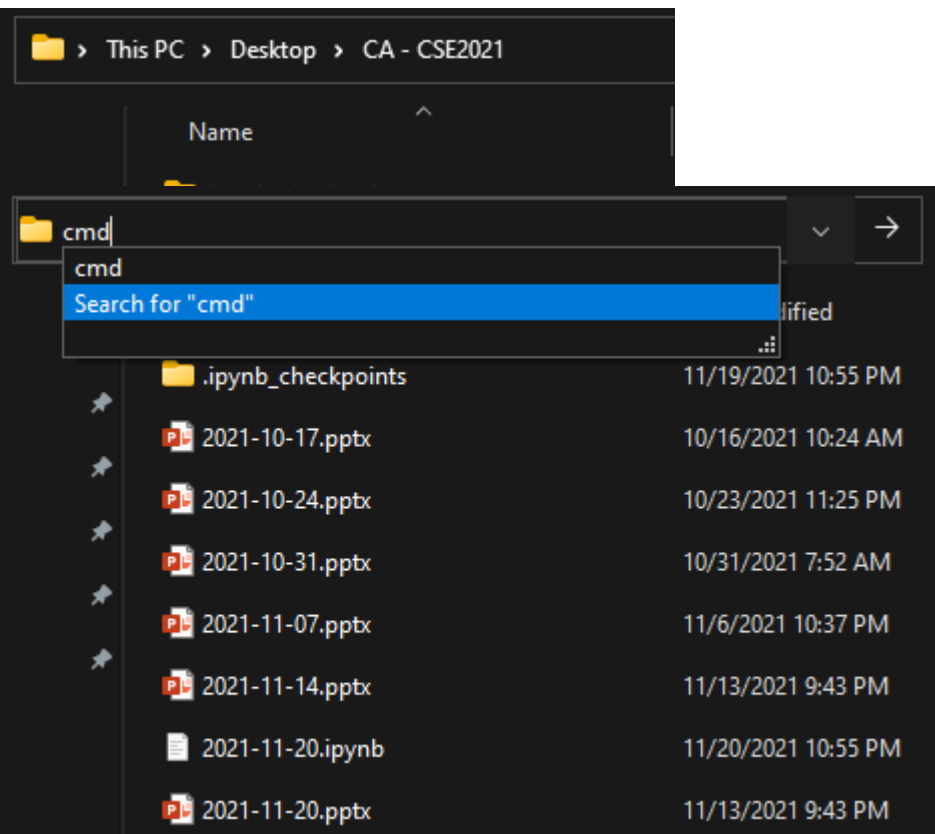 This PC > Desktop > CA - CSE2021
Name
cmd
cmd
Search for "cmd"
ified
.ipynb_checkpoints 11/19/2021 10:55 PM
2021-10-17.pptx 10/16/2021 10:24 AM
2021-10-24.pptx 10/23/2021 11:25 PM
2021-10-31.pptx 10/31/2021 7:52 AM
2021-11-07.pptx 11/6/2021 10:37 PM
2021-11-14.pptx 11/13/2021 9:43 PM
2021-11-20.ipynb 11/20/2021 10:55 PM
2021-11-20.pptx 11/13/2021 9:43 PM